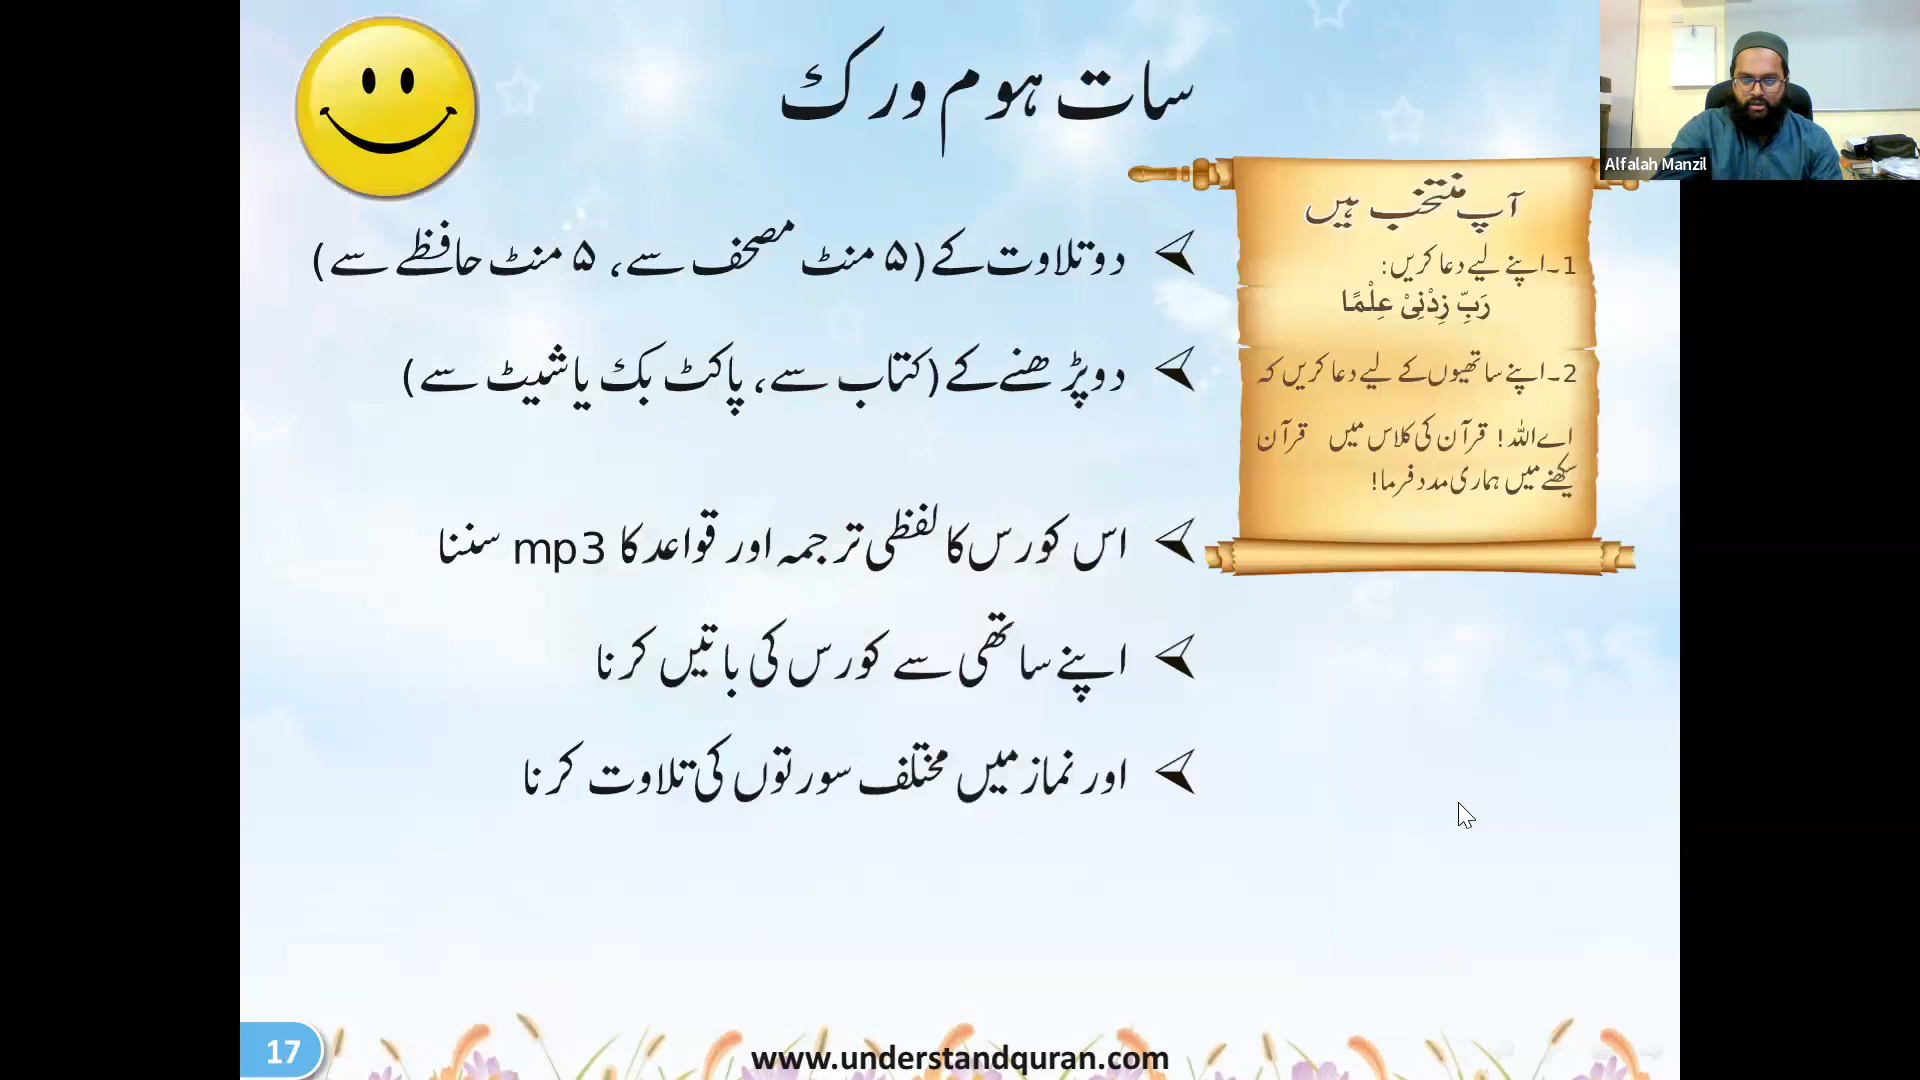 سات ہوم ورک
دو تلاوت کے (۵ منٹ مصحف سے، ۵ منٹ حافظے سے)
دو پڑھنے کے (کتاب سے، پاکٹ بک یا شیٹ سے)
اس کورس کا لفظی ترجمہ اور قواعد کا mp3 سننا
اپنے ساتھی سے کورس کی باتیں کرنا
اور نماز میں مختلف سورتوں کی تلاوت کرنا
آپ منتخب ہیں
1۔اپنے لیے دعا کریں:
رَبِّ زِدْنِیْ عِلْمًا
2۔اپنے ساتھیوں کے لیے دعا کریں کہ
اے اللہ! قرآن کی کلاس میں قرآن
سیکھنے میں ہماری مدد فرما!
Alfalah Manzil
17
www.understandquran.com